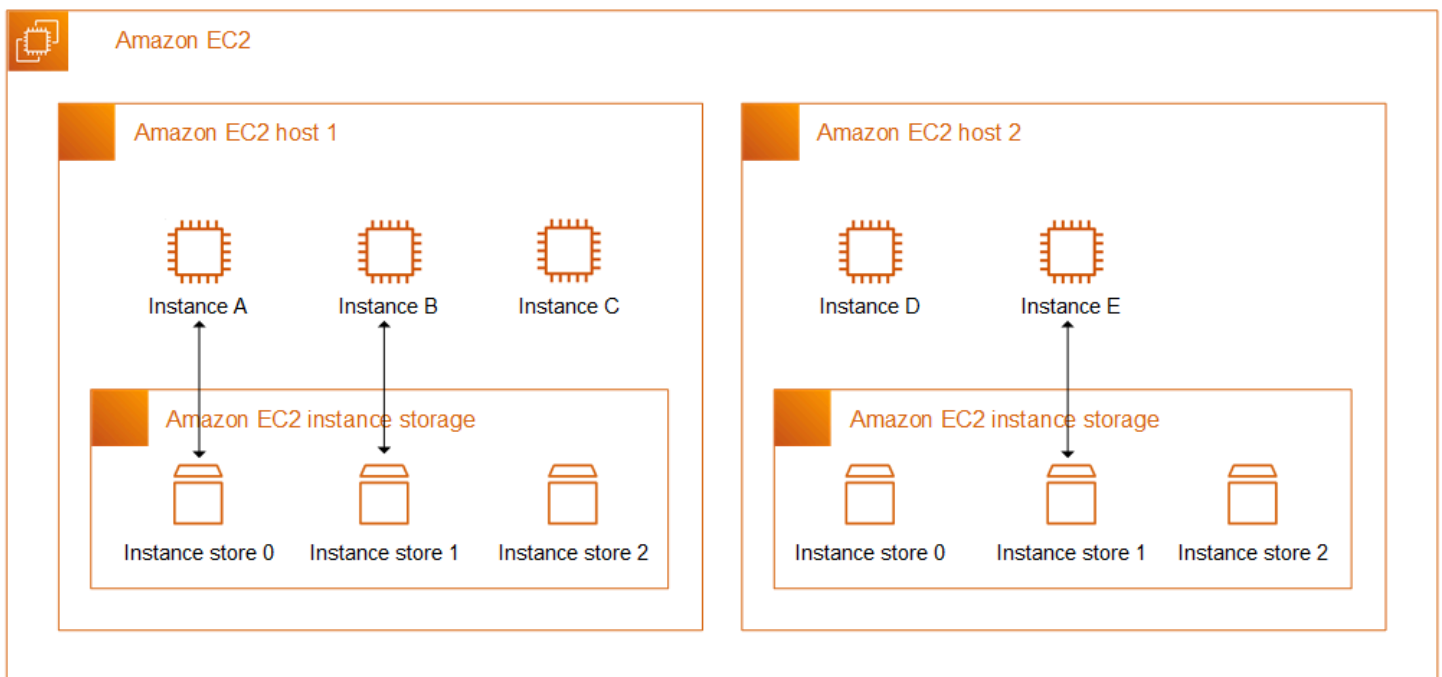 Amazon EC2
Amazon EC2 host 1
Instance A
Instance B
Instance C
Amazon EC2 instance storage
Instance store 0
Instance store 1
Instance store 2
Amazon EC2 host 2
Instance D
Instance E
Amazon EC2 instance storage
Instance store 0
Instance store 1
Instance store 2